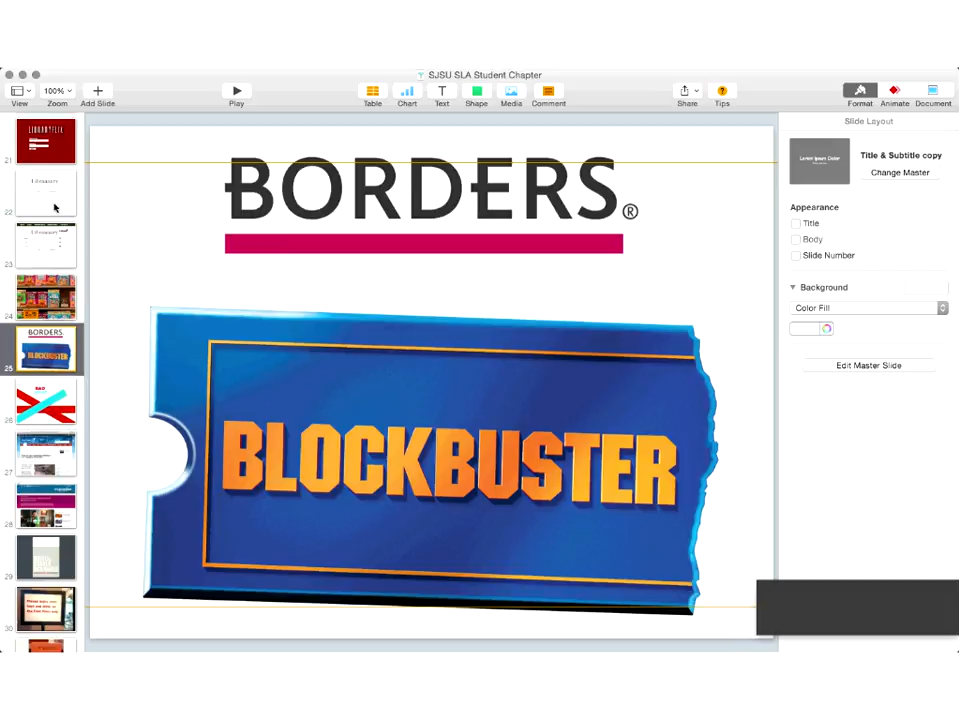 SJSU SLA Student Chapter
100%
View
Zoom
Add Slide
Play
Table
Chart
Text
Shape
Media
Comment
Share
Tips
Format
Animate
Document
Slide Layout
Title & Subtitle copy
Change Master
Appearance
Title
Body
Slide Number
Background
Color Fill
Edit Master Slide
21
22
23
24
BORDERS
BLOCKBUSTER
25
26
27
28
29
30
BORDERS®
BLOCKBUSTER